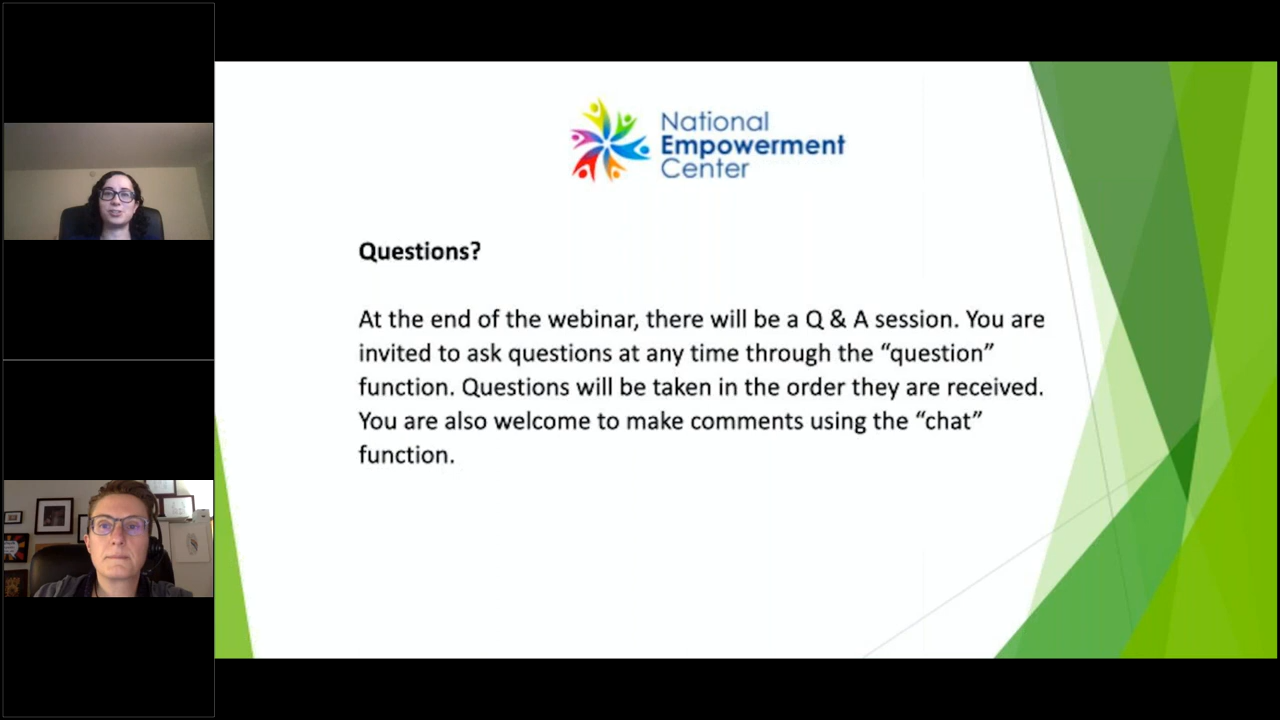 National
Empowerment
Center
Questions?
At the end of the webinar, there will be a Q & A session. You are
invited to ask questions at any time through the “question”
function. Questions will be taken in the order they are received.
You are also welcome to make comments using the “chat”
function.